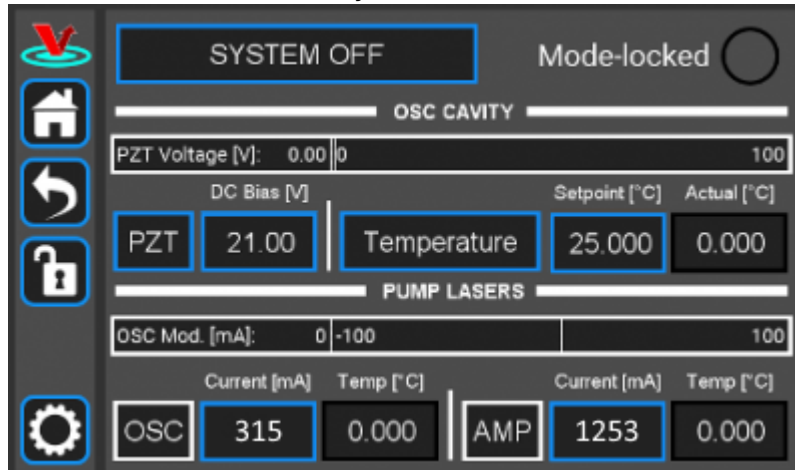 SYSTEM OFF Mode-locked
OSC CAVITY
PZT Voltage [V]: 0.00 0 100
DC Bias [V] Setpoint [°C] Actual [°C]
PZT 21.00 Temperature 25.000 0.000
PUMP LASERS
OSC Mod. [mA]: 0 -100 100
Current [mA] Temp [°C] Current [mA] Temp [°C]
OSC 315 0.000 AMP 1253 0.000